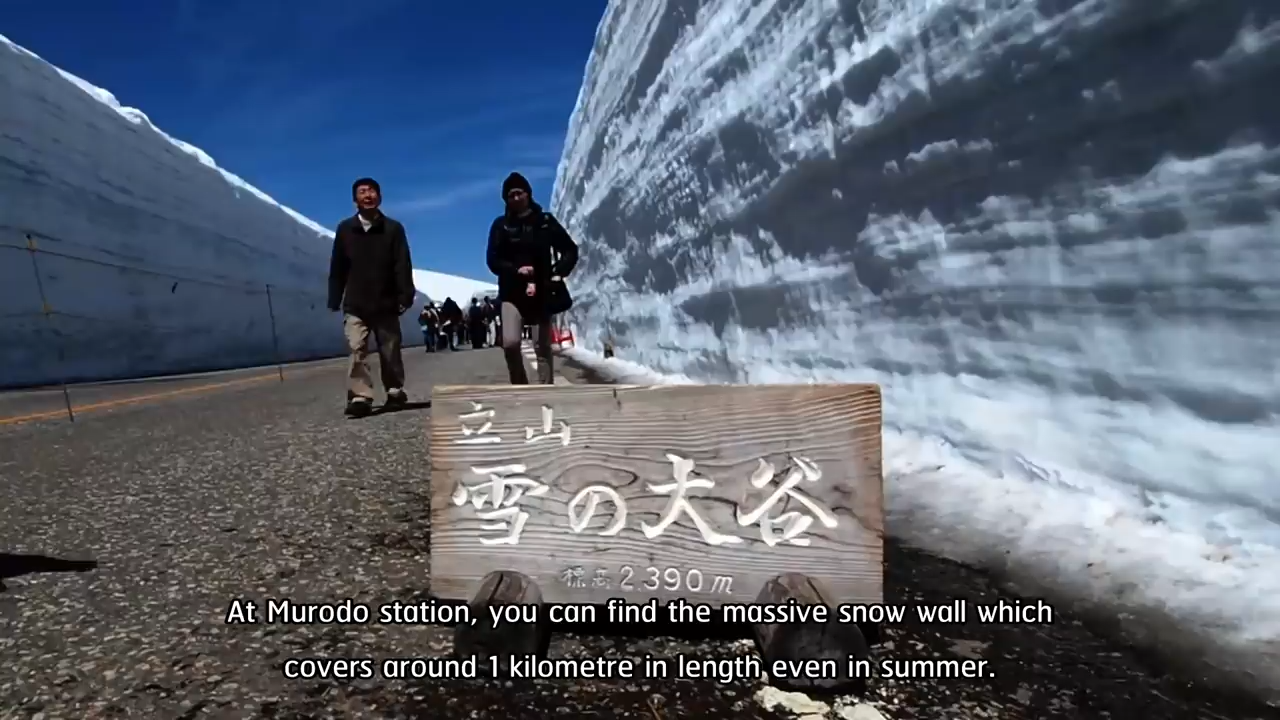 立山
雪の大谷
標高 2,390m
At Murodo station, you can find the massive snow wall which
covers around 1 kilometre in length even in summer.